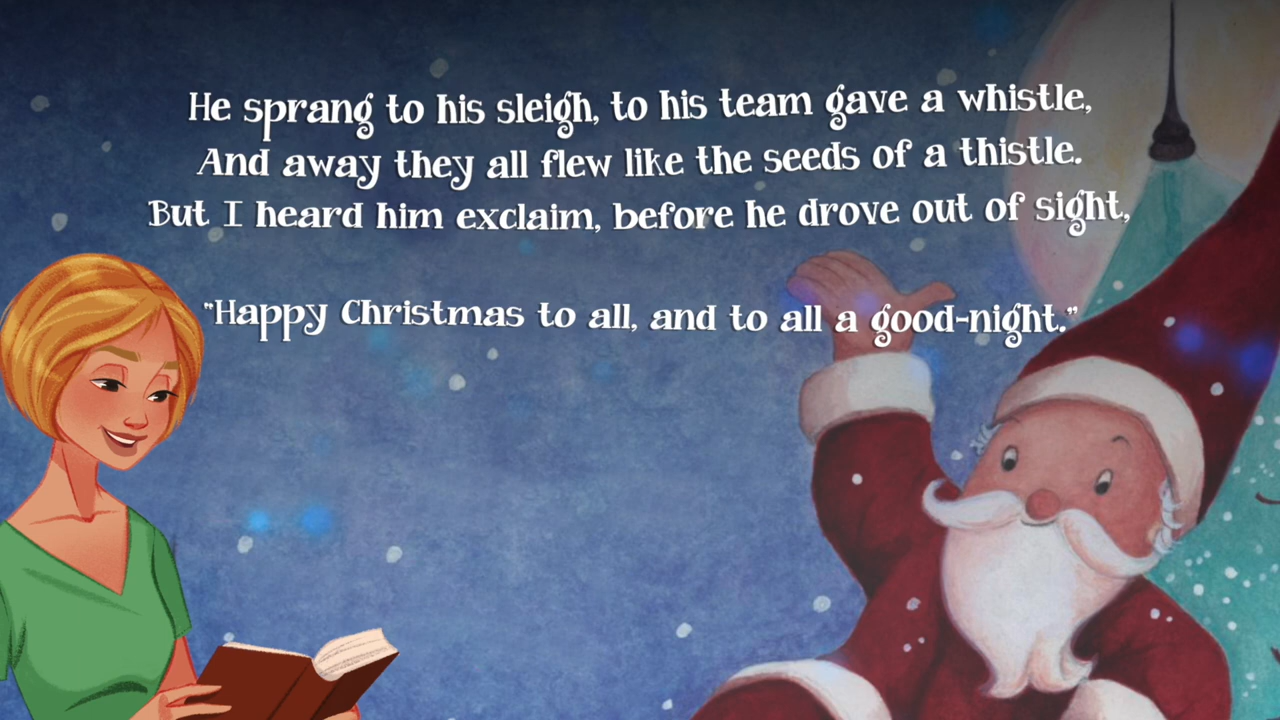 He sprang to his sleigh, to his team gave a whistle,
And away they all flew like the seeds of a thistle.
But I heard him exclaim, before he drove out of sight,
"Happy Christmas to all, and to all a good-night."